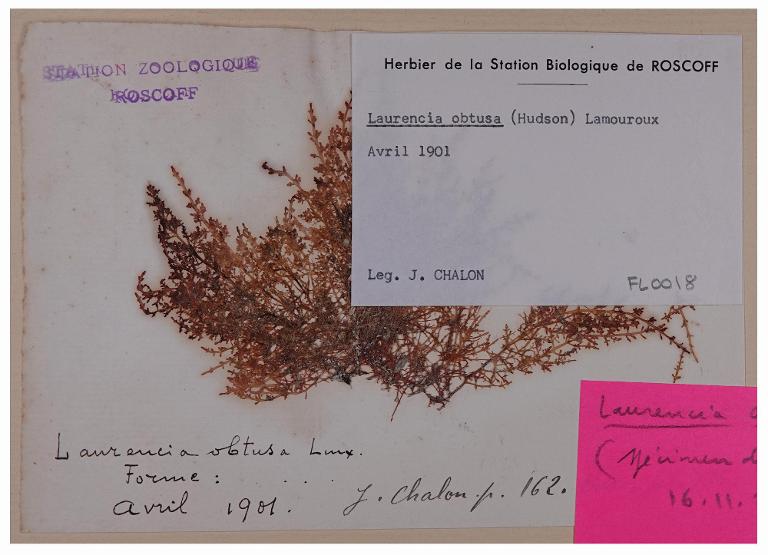 STATION ZOOLOGIQUE
ROSCOFF
Herbier de la Station Biologique de ROSCOFF
Laurencia obtusa (Hudson) Lamouroux
Avril 1901
Leg. J. CHALON
FL0018
Laurencia obtusa Lmx.
Forme : . . . .
Avril 1901.
J. Chalon. p. 162.
Laurencia
(
16.11.